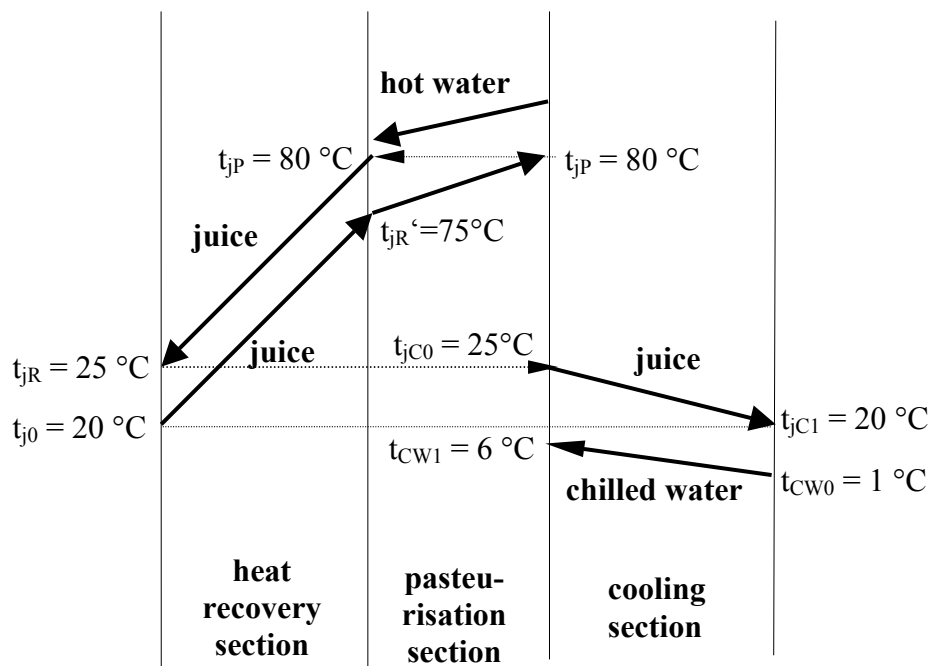 hot water
t_jP = 80 °C
t_jP = 80 °C
juice
t_jR‘=75°C
juice
t_jC0 = 25°C
juice
t_jR = 25 °C
t_j0 = 20 °C
t_jC1 = 20 °C
t_CW1 = 6 °C
chilled water
t_CW0 = 1 °C
heat
recovery
section
pasteu-
risation
section
cooling
section